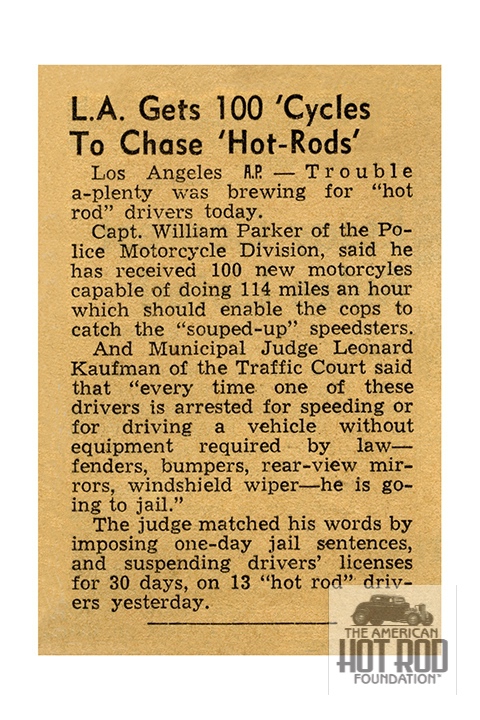 L.A. Gets 100 'Cycles
To Chase 'Hot-Rods'
Los Angeles A.P. — Trouble
a-plenty was brewing for “hot
rod” drivers today.
Capt. William Parker of the Po-
lice Motorcycle Division, said he
has received 100 new motorcyles
capable of doing 114 miles an hour
which should enable the cops to
catch the “souped-up” speedsters.
And Municipal Judge Leonard
Kaufman of the Traffic Court said
that “every time one of these
drivers is arrested for speeding or
for driving a vehicle without
equipment required by law—
fenders, bumpers, rear-view mir-
rors, windshield wiper—he is go-
ing to jail.”
The judge matched his words by
imposing one-day jail sentences,
and suspending drivers’ licenses
for 30 days, on 13 “hot rod” driv-
ers yesterday.
THE AMERICAN
HOT ROD
FOUNDATION™